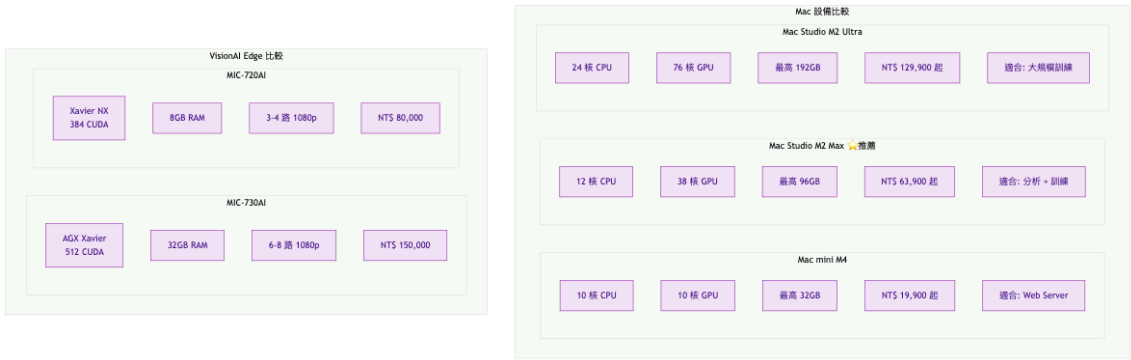 VisionAI Edge 比較
MIC-720AI
Xavier NX
384 CUDA
8GB RAM
3-4 路 1080p
NT$ 80,000
MIC-730AI
AGX Xavier
512 CUDA
32GB RAM
6-8 路 1080p
NT$ 150,000
Mac 設備比較
Mac Studio M2 Ultra
24 核 CPU
76 核 GPU
最高 192GB
NT$ 129,900 起
適合: 大規模訓練
Mac Studio M2 Max ⭐推薦
12 核 CPU
38 核 GPU
最高 96GB
NT$ 63,900 起
適合: 分析 + 訓練
Mac mini M4
10 核 CPU
10 核 GPU
最高 32GB
NT$ 19,900 起
適合: Web Server